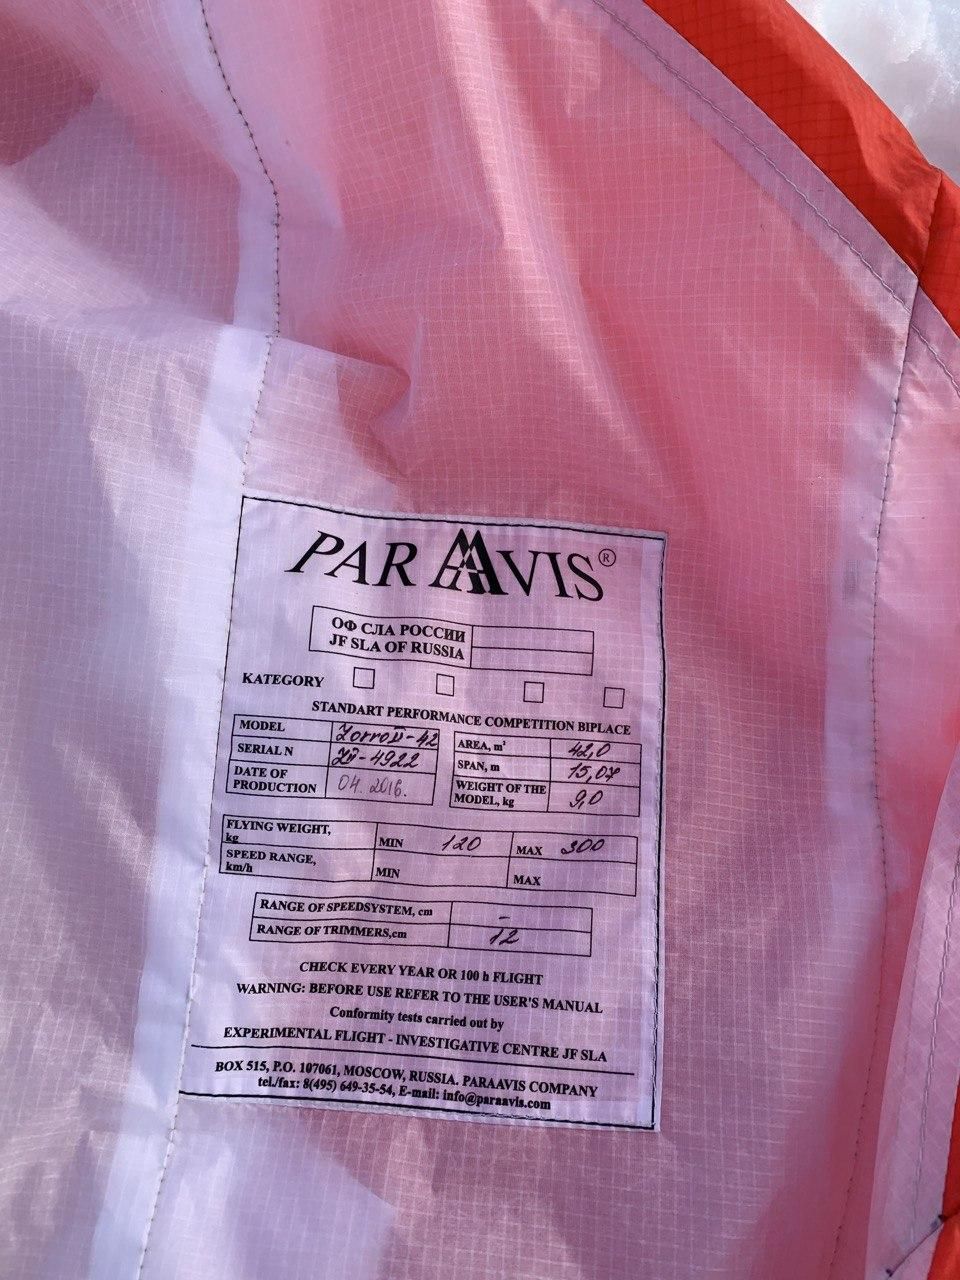 PARAAVIS®
ОФ СЛА РОССИИ
JF SLA OF RUSSIA
KATEGORY
STANDART PERFORMANCE COMPETITION BIPLACE
MODEL Zorro II-42
SERIAL N ZII-4922
DATE OF PRODUCTION 04. 2016.
AREA, m² 42,0
SPAN, m 15,07
WEIGHT OF THE MODEL, kg 9,0
FLYING WEIGHT, kg MIN 120 MAX 300
SPEED RANGE, km/h MIN MAX
RANGE OF SPEEDSYSTEM, cm -
RANGE OF TRIMMERS,cm 12
CHECK EVERY YEAR OR 100 h FLIGHT
WARNING: BEFORE USE REFER TO THE USER'S MANUAL
Conformity tests carried out by
EXPERIMENTAL FLIGHT - INVESTIGATIVE CENTRE JF SLA
BOX 515, P.O. 107061, MOSCOW, RUSSIA. PARAAVIS COMPANY
tel./fax: 8(495) 649-35-54, E-mail: info@paraavis.com